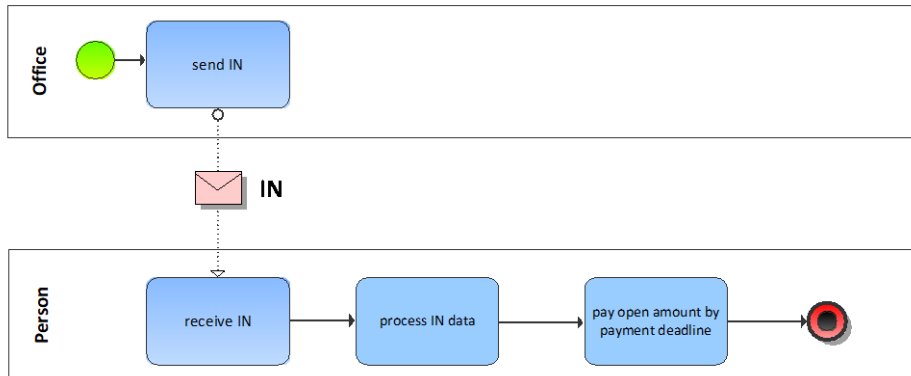 Office
send IN
IN
Person
receive IN
process IN data
pay open amount by
payment deadline